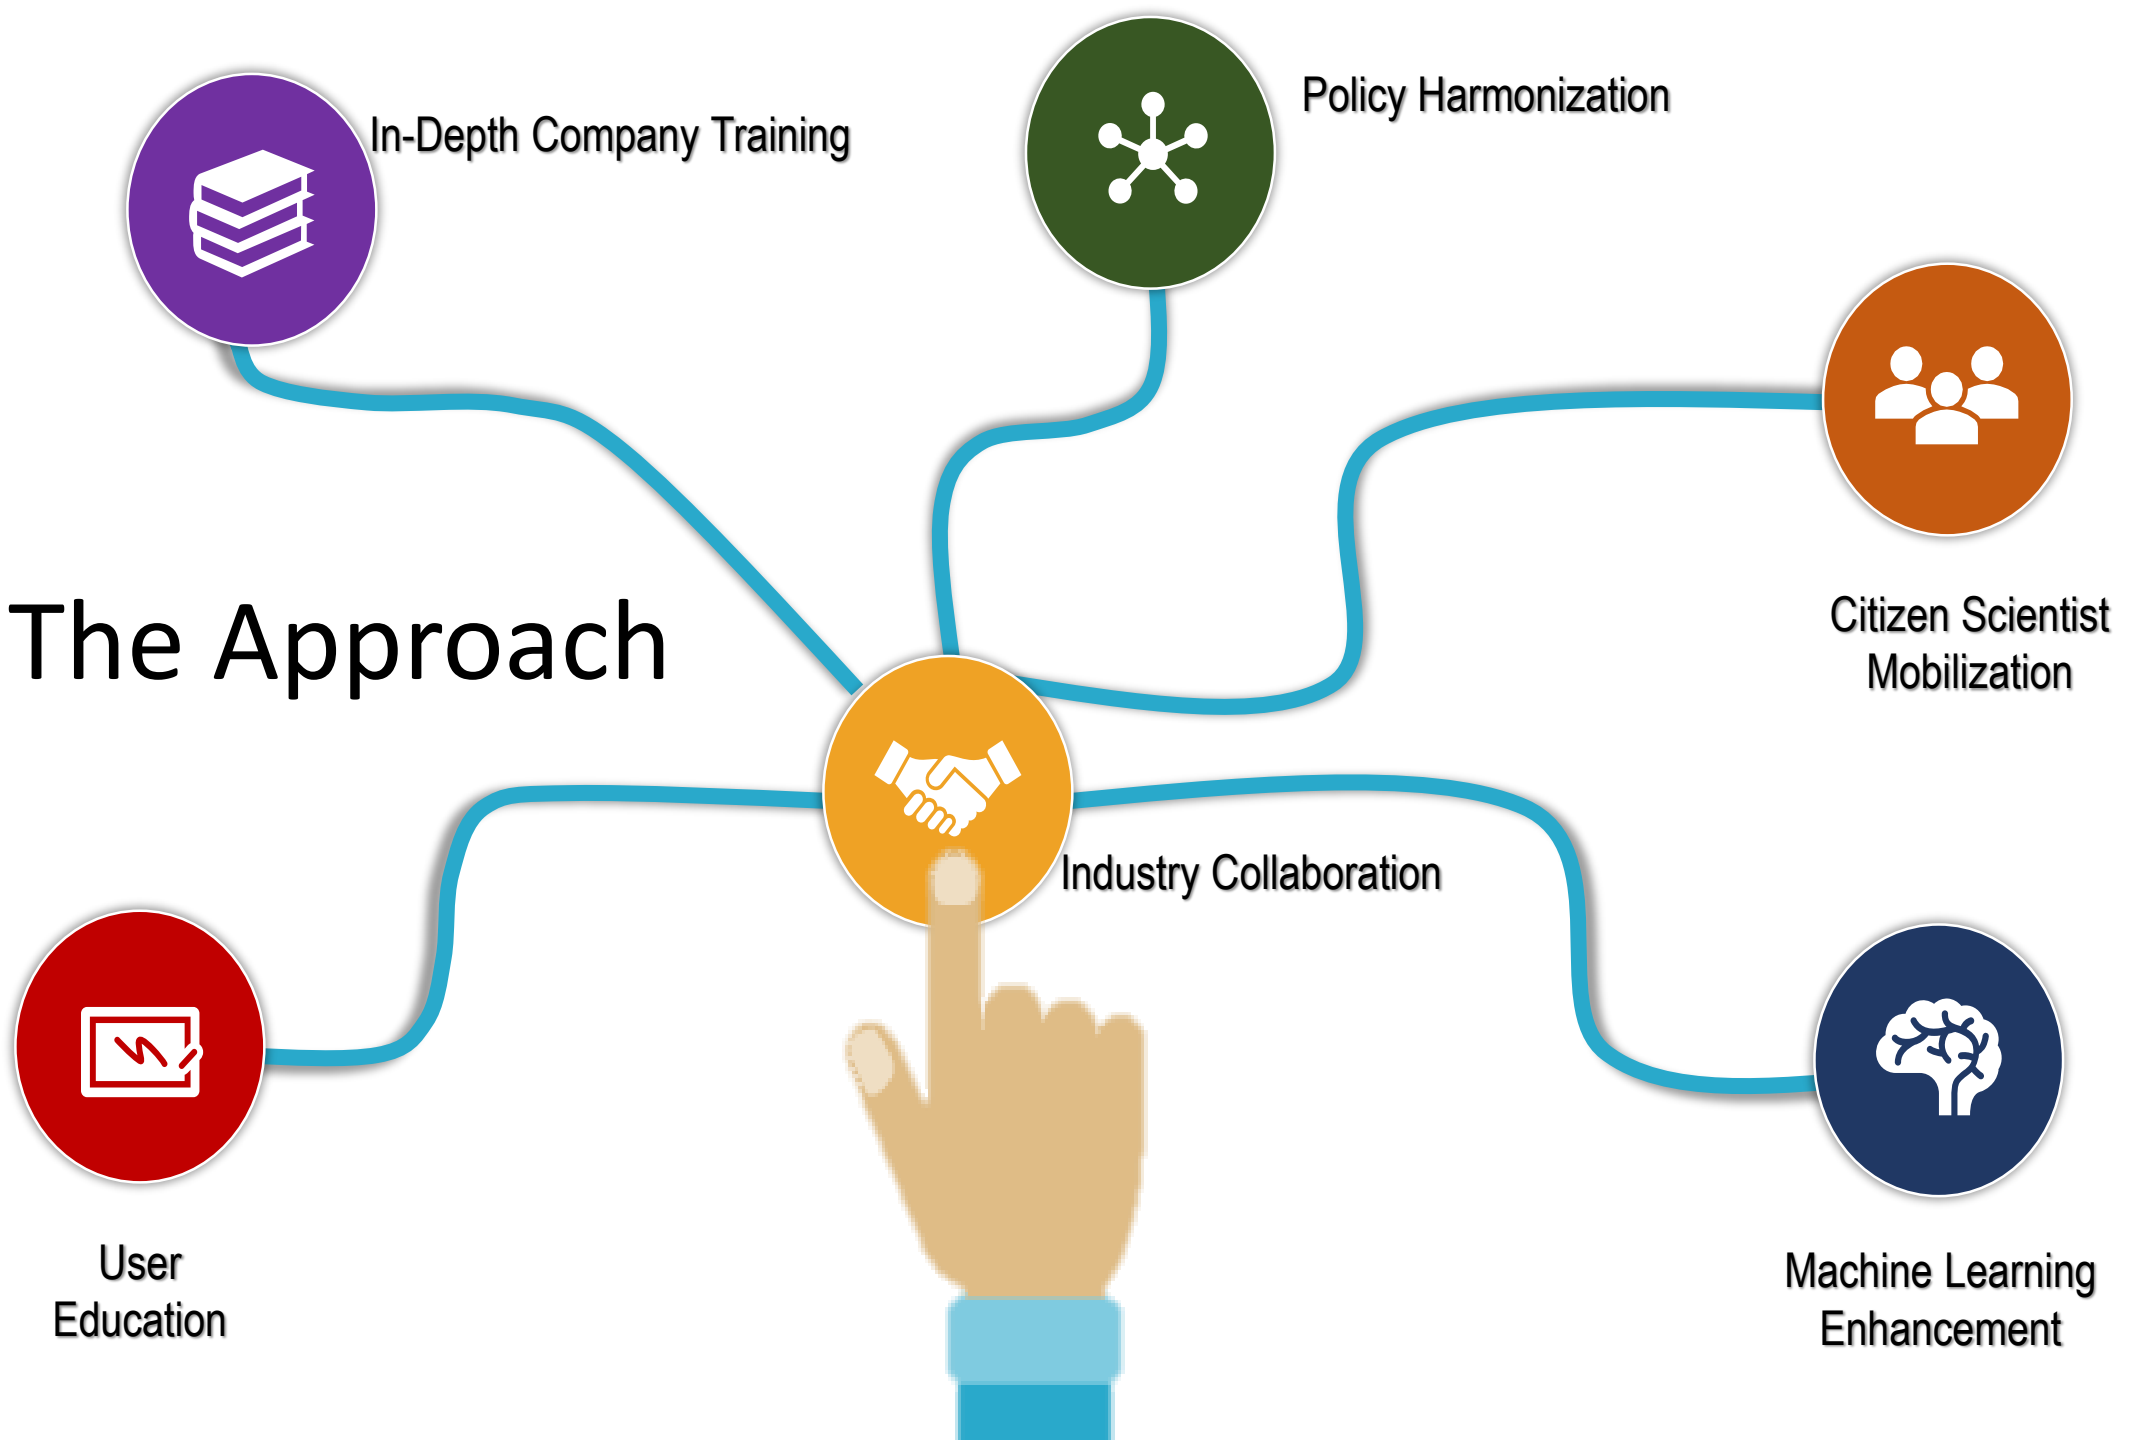 In-Depth Company Training
Policy Harmonization
The Approach
Citizen Scientist
Mobilization
Industry Collaboration
User
Education
Machine Learning
Enhancement